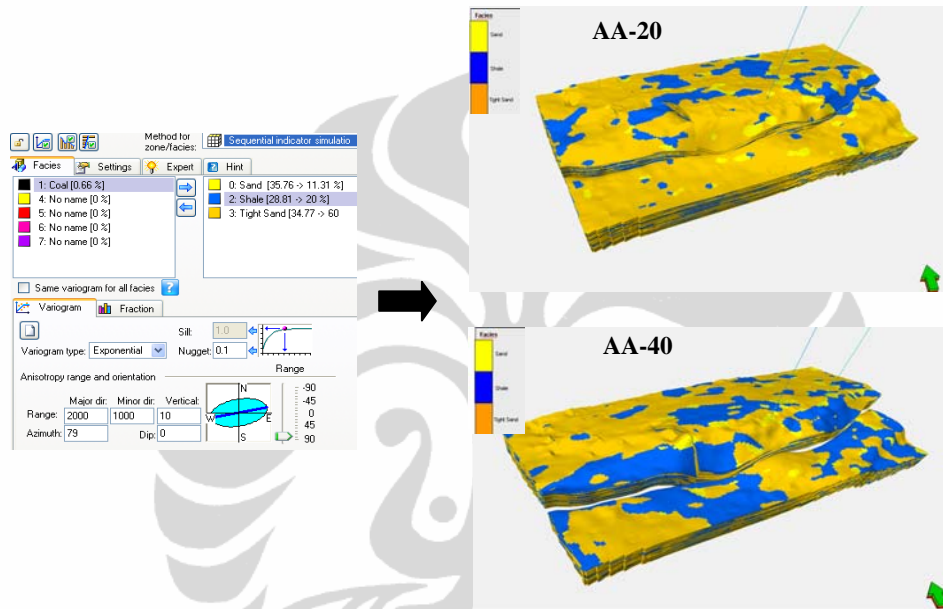 Method for
zone/facies:
Sequential indicator simulatio
Facies
Settings
Expert
Hint
1: Coal [0.66 %]
4: No name [0 %]
5: No name [0 %]
6: No name [0 %]
7: No name [0 %]
0: Sand [35.76 -> 11.31 %]
2: Shale [28.81 -> 20 %]
3: Tight Sand [34.77 -> 60
Same variogram for all facies
?
Variogram
Fraction
Sill: 1.0
Variogram type: Exponential
Nugget: 0.1
Range
Anisotropy range and orientation
Major dir: Minor dir: Vertical:
Range: 2000 1000 10
Azimuth: 79 Dip: 0
N
W
E
S
-90
-45
0
45
90
Facies
Sand
Shale
Tight Sand
AA-20
Facies
Sand
Shale
Tight Sand
AA-40